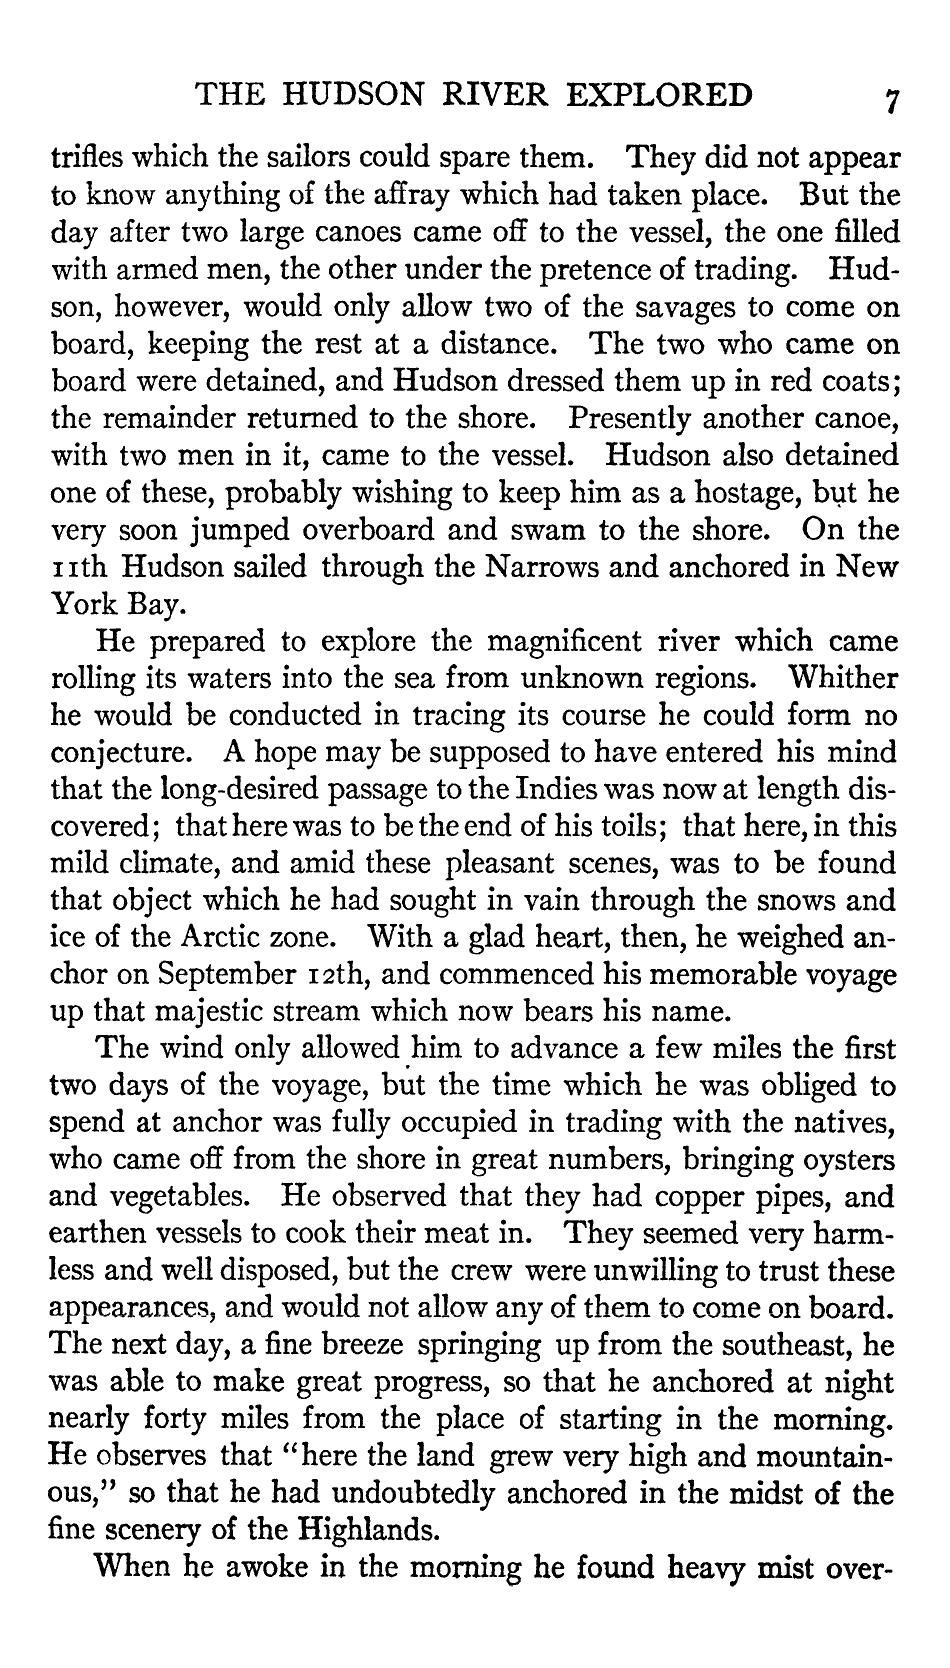 THE HUDSON RIVER EXPLORED 7
trifles which the sailors could spare them. They did not appear
to know anything of the affray which had taken place. But the
day after two large canoes came off to the vessel, the one filled
with armed men, the other under the pretence of trading. Hud-
son, however, would only allow two of the savages to come on
board, keeping the rest at a distance. The two who came on
board were detained, and Hudson dressed them up in red coats;
the remainder returned to the shore. Presently another canoe,
with two men in it, came to the vessel. Hudson also detained
one of these, probably wishing to keep him as a hostage, but he
very soon jumped overboard and swam to the shore. On the
11th Hudson sailed through the Narrows and anchored in New
York Bay.
He prepared to explore the magnificent river which came
rolling its waters into the sea from unknown regions. Whither
he would be conducted in tracing its course he could form no
conjecture. A hope may be supposed to have entered his mind
that the long-desired passage to the Indies was now at length dis-
covered; that here was to be the end of his toils; that here, in this
mild climate, and amid these pleasant scenes, was to be found
that object which he had sought in vain through the snows and
ice of the Arctic zone. With a glad heart, then, he weighed an-
chor on September 12th, and commenced his memorable voyage
up that majestic stream which now bears his name.
The wind only allowed him to advance a few miles the first
two days of the voyage, but the time which he was obliged to
spend at anchor was fully occupied in trading with the natives,
who came off from the shore in great numbers, bringing oysters
and vegetables. He observed that they had copper pipes, and
earthen vessels to cook their meat in. They seemed very harm-
less and well disposed, but the crew were unwilling to trust these
appearances, and would not allow any of them to come on board.
The next day, a fine breeze springing up from the southeast, he
was able to make great progress, so that he anchored at night
nearly forty miles from the place of starting in the morning.
He observes that "here the land grew very high and mountain-
ous," so that he had undoubtedly anchored in the midst of the
fine scenery of the Highlands.
When he awoke in the morning he found heavy mist over-